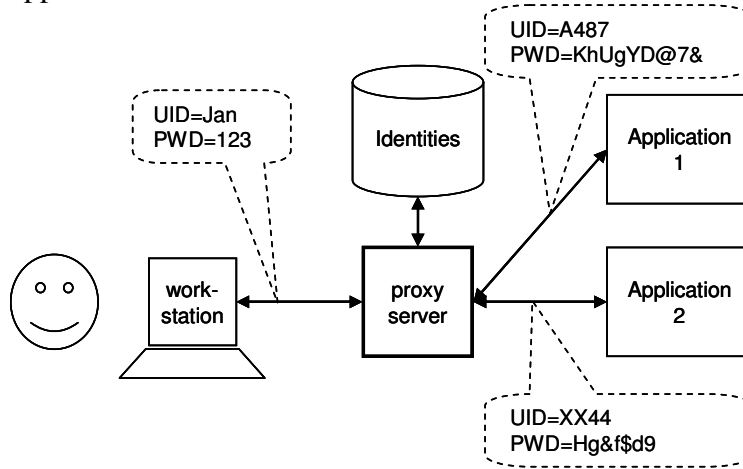 UID=A487
PWD=KhUgYD@7&
UID=Jan
PWD=123
Identities
Application
1
work-
station
proxy
server
Application
2
UID=XX44
PWD=Hg&f$d9